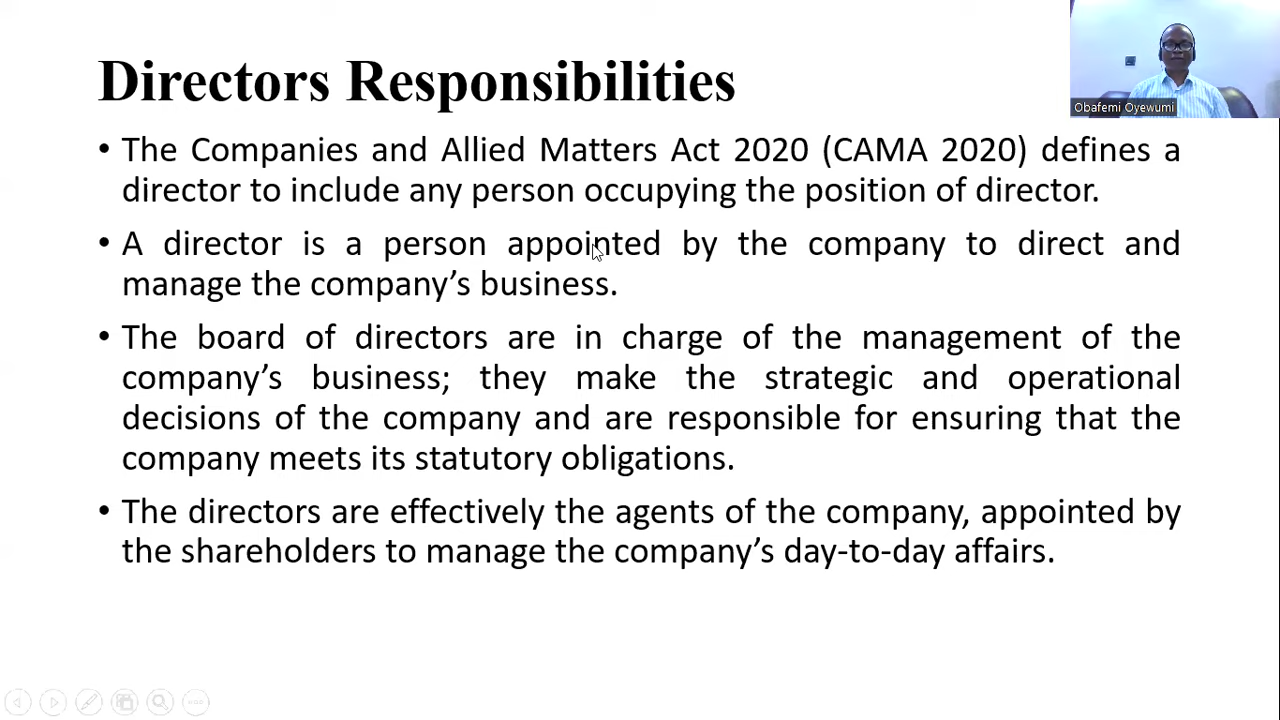 Directors Responsibilities
Obafemi Oyewumi
• The Companies and Allied Matters Act 2020 (CAMA 2020) defines a
director to include any person occupying the position of director.
• A director is a person appointed by the company to direct and
manage the company’s business.
• The board of directors are in charge of the management of the
company’s business; they make the strategic and operational
decisions of the company and are responsible for ensuring that the
company meets its statutory obligations.
• The directors are effectively the agents of the company, appointed by
the shareholders to manage the company’s day-to-day affairs.